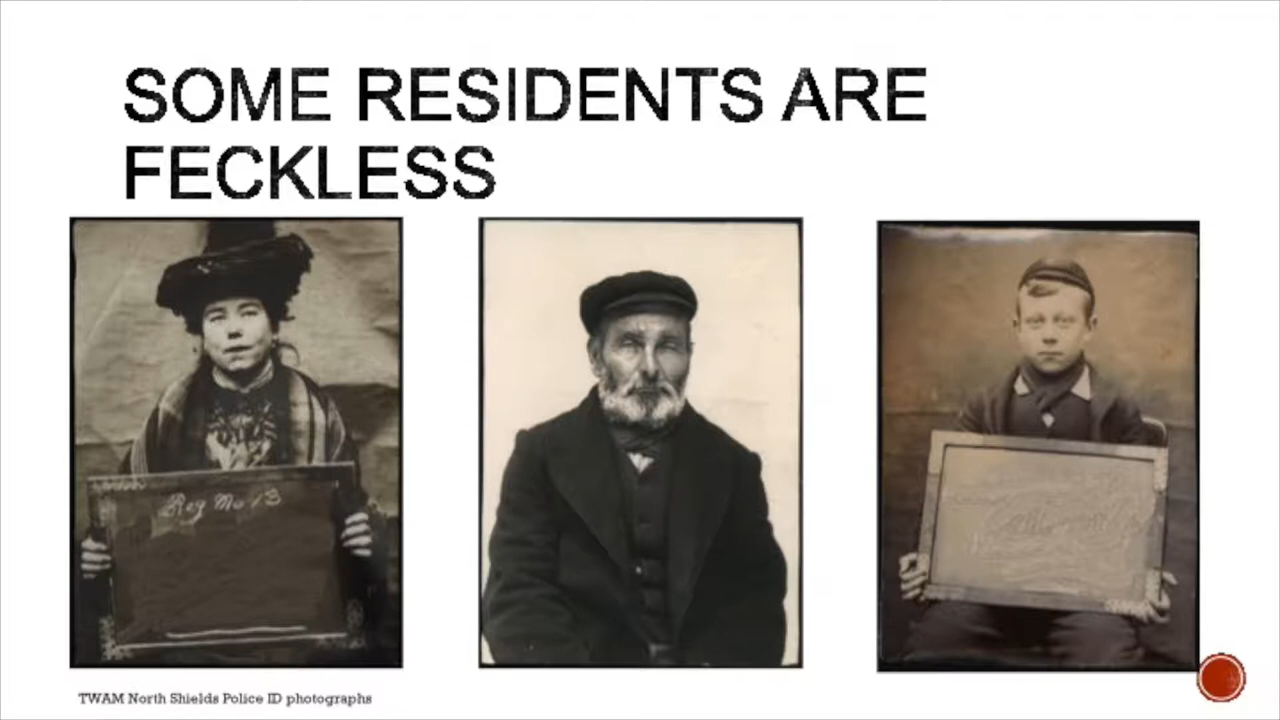 SOME RESIDENTS ARE
FECKLESS
Reg No 13
TWAM North Shields Police ID photographs